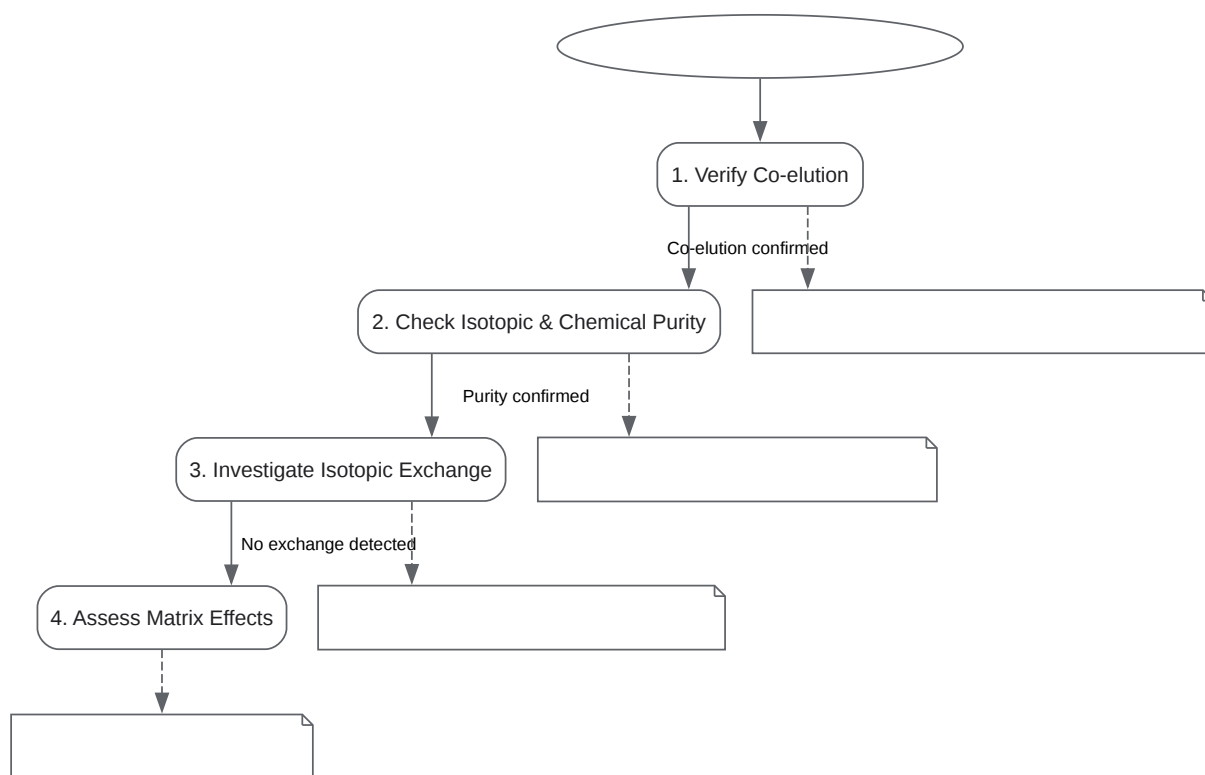 1. Verify Co-elution
Co-elution confirmed
2. Check Isotopic & Chemical Purity
Purity confirmed
3. Investigate Isotopic Exchange
No exchange detected
4. Assess Matrix Effects